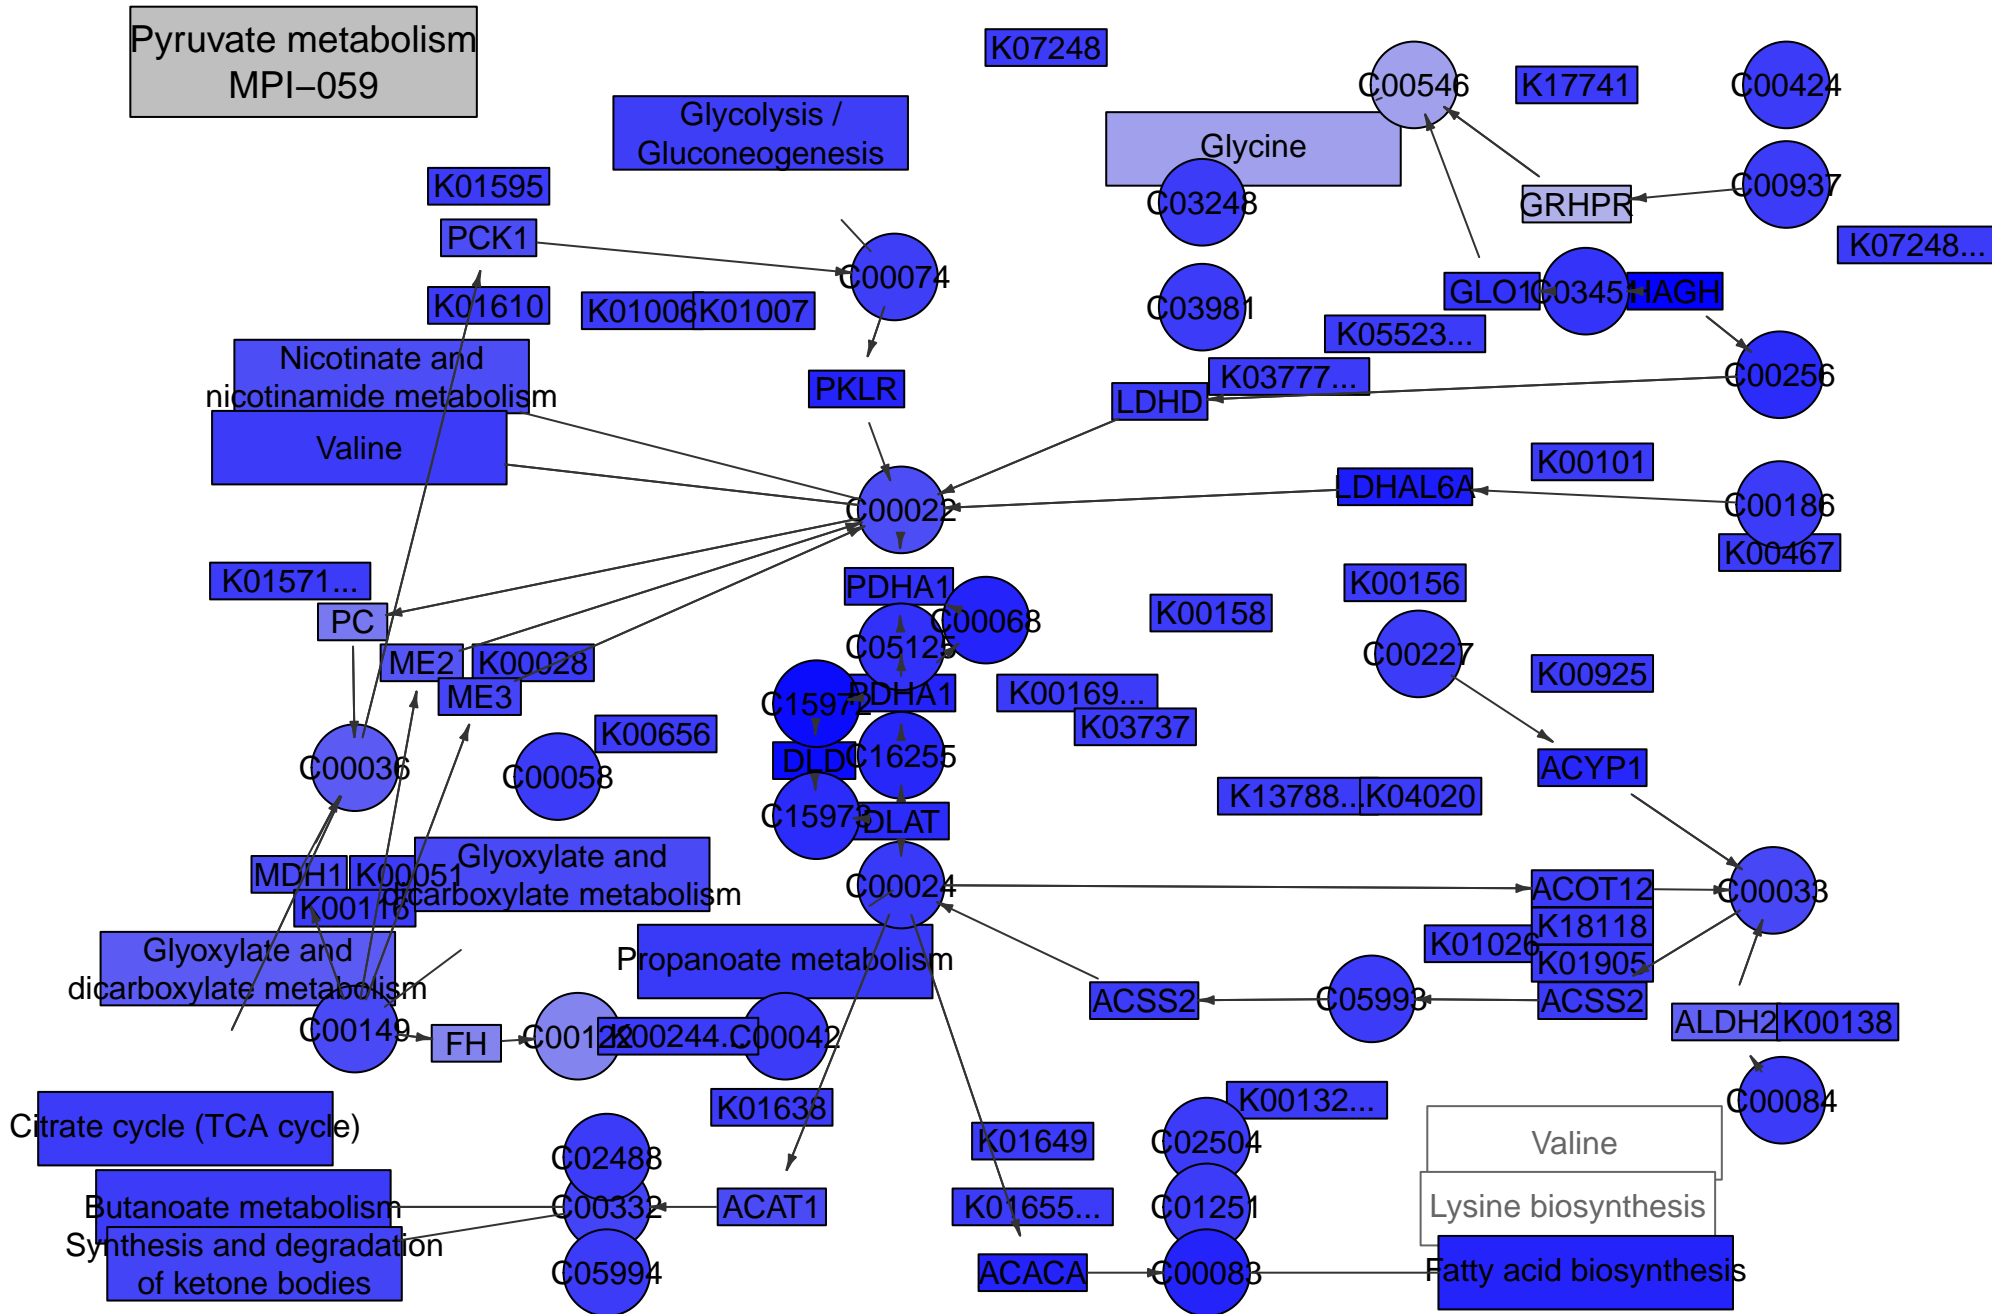 Pyruvate metabolism
MPI−059
K07248
C00546
K17741
C00424
Glycolysis /
Gluconeogenesis
Glycine
K01595
C03248
GRHPR
C00937
PCK1
K07248...
C00074
K01610
K01006
K01007
C03981
GLO1
C03451
HAGH
K05523...
Nicotinate and
nicotinamide metabolism
PKLR
K03777...
LDHD
C00256
Valine
K00101
LDHAL6A
C00022
C00186
K00467
K01571...
PDHA1
K00156
PC
C00068
K00158
ME2
K00028
C05125
C00227
K00925
ME3
C15972
PDHA1
K00169...
K03737
K00656
C00036
C00058
DLD
C16255
ACYP1
K13788...
K04020
C15973
DLAT
MDH1
K00051
Glyoxylate and
dicarboxylate metabolism
C00024
ACOT12
C00033
K00116
K18118
K01026
K01905
Glyoxylate and
dicarboxylate metabolism
Propanoate metabolism
ACSS2
C05993
ACSS2
ALDH2
K00138
C00149
FH
C00122
K00244...
C00042
K01638
K00132...
C00084
Citrate cycle (TCA cycle)
K01649
C02504
Valine
C02488
Butanoate metabolism
C00332
ACAT1
K01655...
C01251
Lysine biosynthesis
Synthesis and degradation
of ketone bodies
C05994
ACACA
C00083
Fatty acid biosynthesis